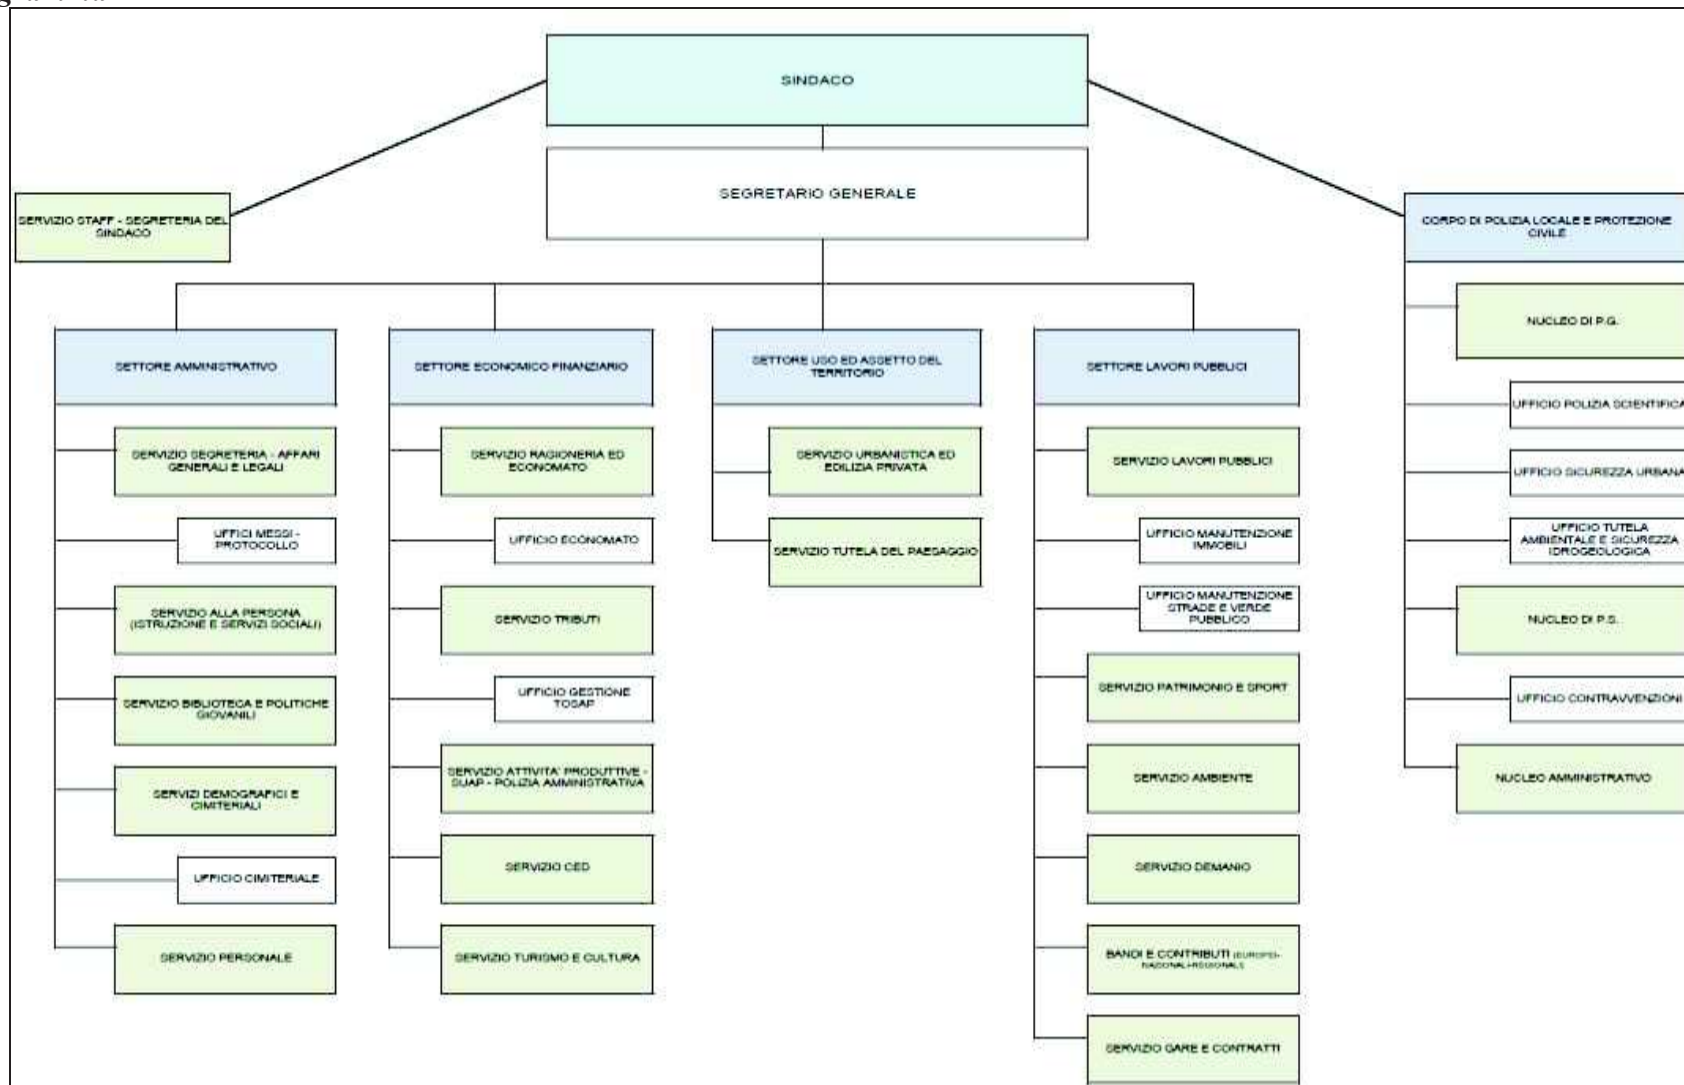 SINDACO
SEGRETARIO GENERALE
SERVIZIO STAFF - SEGRETERIA DEL
SINDACO
CORPO DI POLIZIA LOCALE E PROTEZIONE
CIVILE
SETTORE AMMINISTRATIVO
SERVIZIO SEGRETERIA - AFFARI
GENERALI E LEGALI
UFFICI MESSI -
PROTOCOLLO
SERVIZIO ALLA PERSONA
(ISTRUZIONE E SERVIZI SOCIALI)
SERVIZIO BIBLIOTECA E POLITICHE
GIOVANILI
SERVIZI DEMOGRAFICI E
CIMITERIALI
UFFICIO CIMITERIALE
SERVIZIO PERSONALE
SETTORE ECONOMICO FINANZIARIO
SERVIZIO RAGIONERIA ED
ECONOMATO
UFFICIO ECONOMATO
SERVIZIO TRIBUTI
UFFICIO GESTIONE
TOSAP
SERVIZIO ATTIVITA' PRODUTTIVE -
SUAP - POLIZIA AMMINISTRATIVA
SERVIZIO CED
SERVIZIO TURISMO E CULTURA
SETTORE USO ED ASSETTO DEL
TERRITORIO
SERVIZIO URBANISTICA ED
EDILIZIA PRIVATA
SERVIZIO TUTELA DEL PAESAGGIO
SETTORE LAVORI PUBBLICI
SERVIZIO LAVORI PUBBLICI
UFFICIO MANUTENZIONE
IMMOBILI
UFFICIO MANUTENZIONE
STRADE E VERDE
PUBBLICO
SERVIZIO PATRIMONIO E SPORT
SERVIZIO AMBIENTE
SERVIZIO DEMANIO
BANDI E CONTRIBUTI
SERVIZIO GARE E CONTRATTI
NUCLEO DI P.G.
UFFICIO POLIZIA SCIENTIFICA
UFFICIO SICUREZZA URBANA
UFFICIO TUTELA
AMBIENTALE E SICUREZZA
IDROGEOLOGICA
NUCLEO DI P.S.
UFFICIO CONTRAVVENZIONI
NUCLEO AMMINISTRATIVO